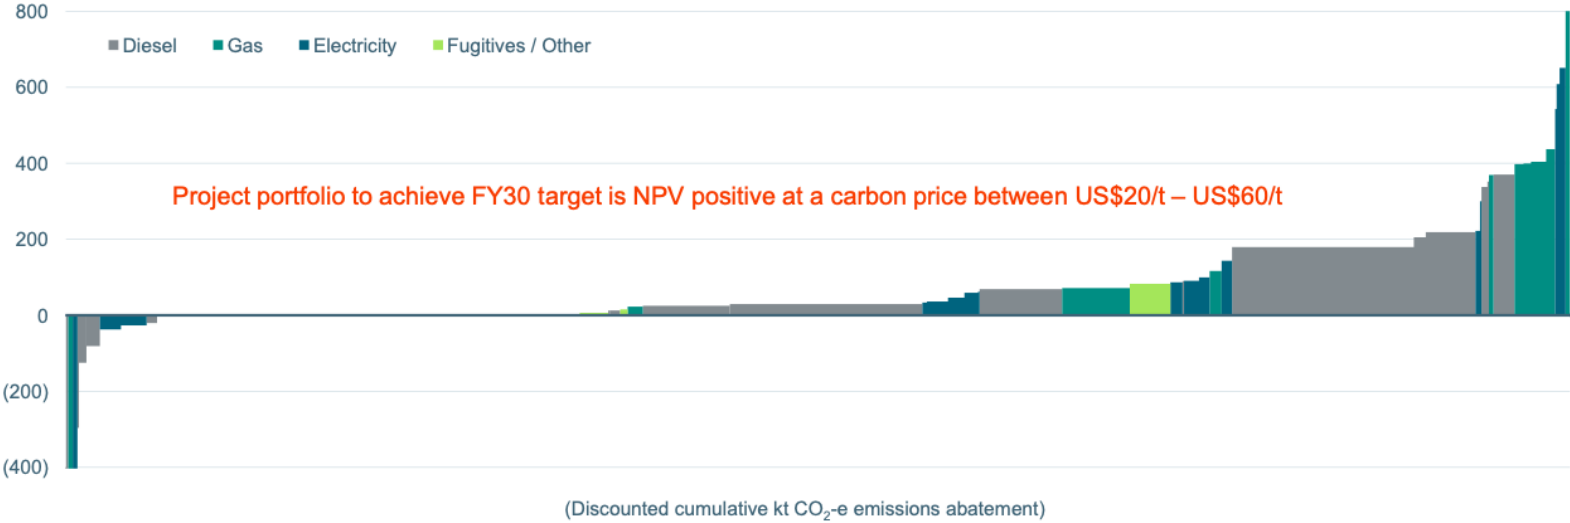 800
Diesel Gas Electricity Fugitives / Other
600
400
Project portfolio to achieve FY30 target is NPV positive at a carbon price between US$20/t – US$60/t
200
0
(200)
(400)
(Discounted cumulative kt CO₂-e emissions abatement)